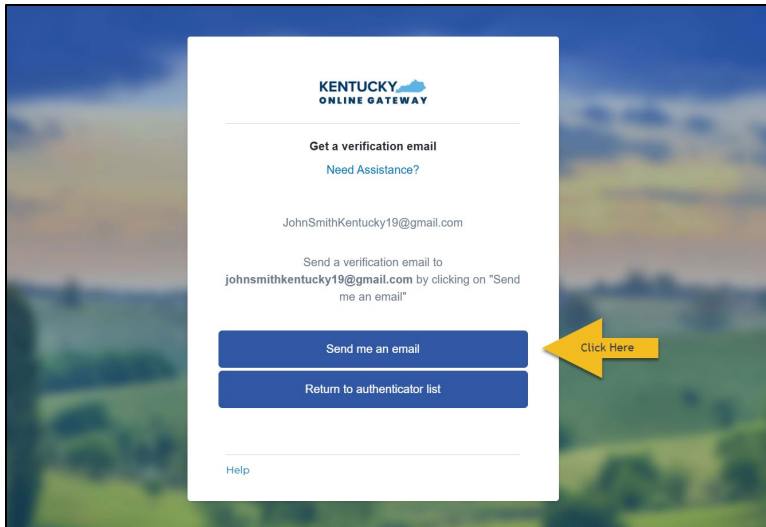 KENTUCKY
ONLINE GATEWAY
Get a verification email
Need Assistance?
JohnSmithKentucky19@gmail.com
Send a verification email to
johnsmithkentucky19@gmail.com by clicking on "Send
me an email"
Send me an email
Click Here
Return to authenticator list
Help